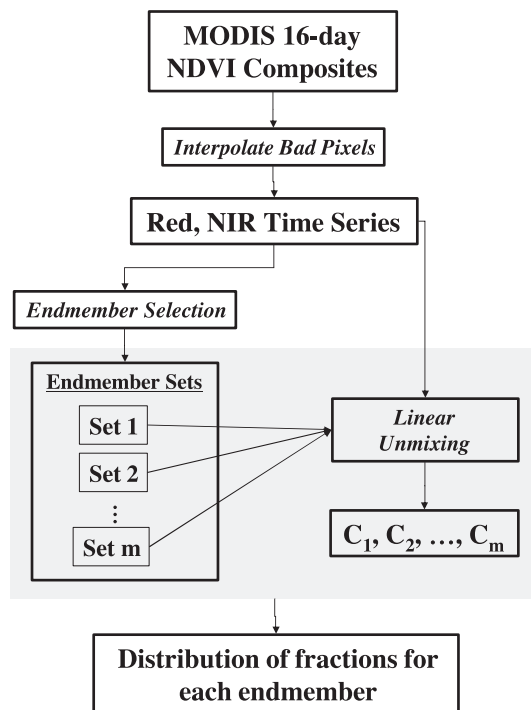 MODIS 16-day
NDVI Composites
Interpolate Bad Pixels
Red, NIR Time Series
Endmember Selection
Endmember Sets
Set 1
Set 2
⋮
Set m
Linear
Unmixing
C₁, C₂, …, Cₘ
Distribution of fractions for
each endmember